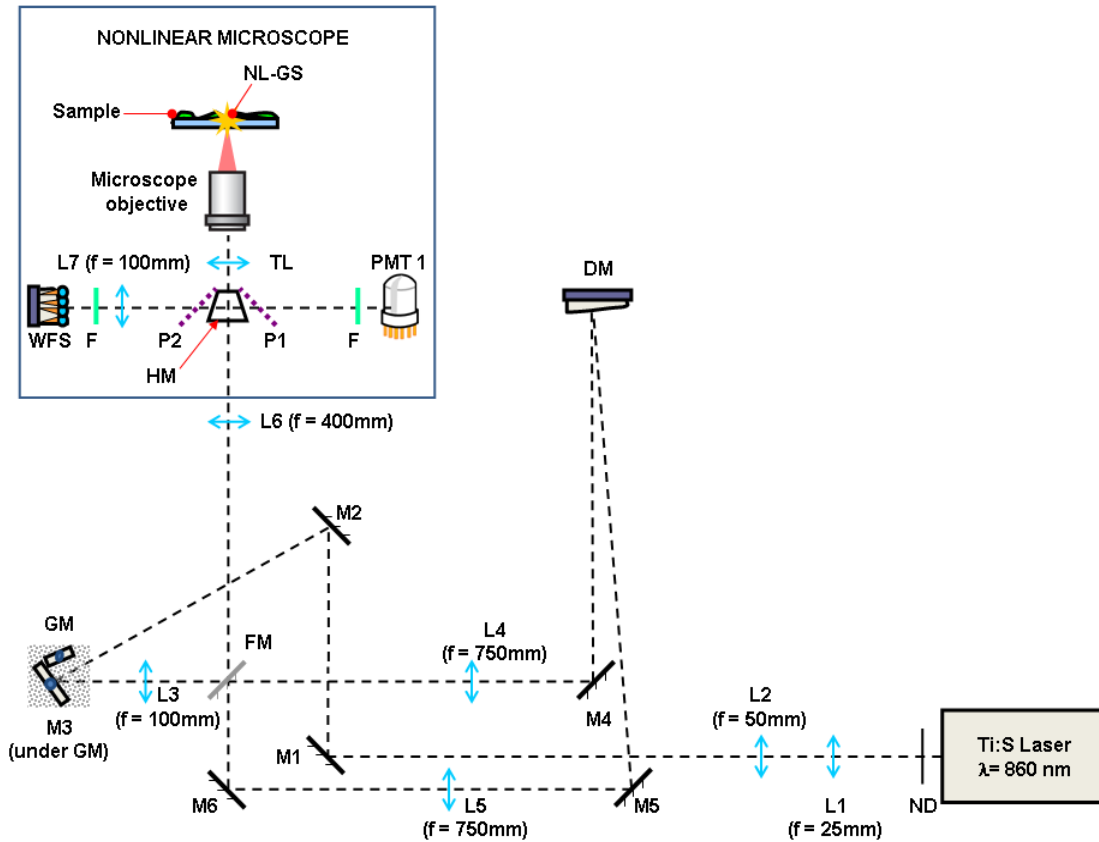 NONLINEAR MICROSCOPE
NL-GS
Sample
Microscope
objective
L7 (f = 100mm)
TL
PMT 1
DM
WFS
F
P2
P1
F
HM
L6 (f = 400mm)
M2
GM
FM
L4
(f = 750mm)
L3
(f = 100mm)
M3
(under GM)
M4
L2
(f = 50mm)
Ti:S Laser
λ= 860 nm
M1
M6
L5
(f = 750mm)
M5
L1
(f = 25mm)
ND